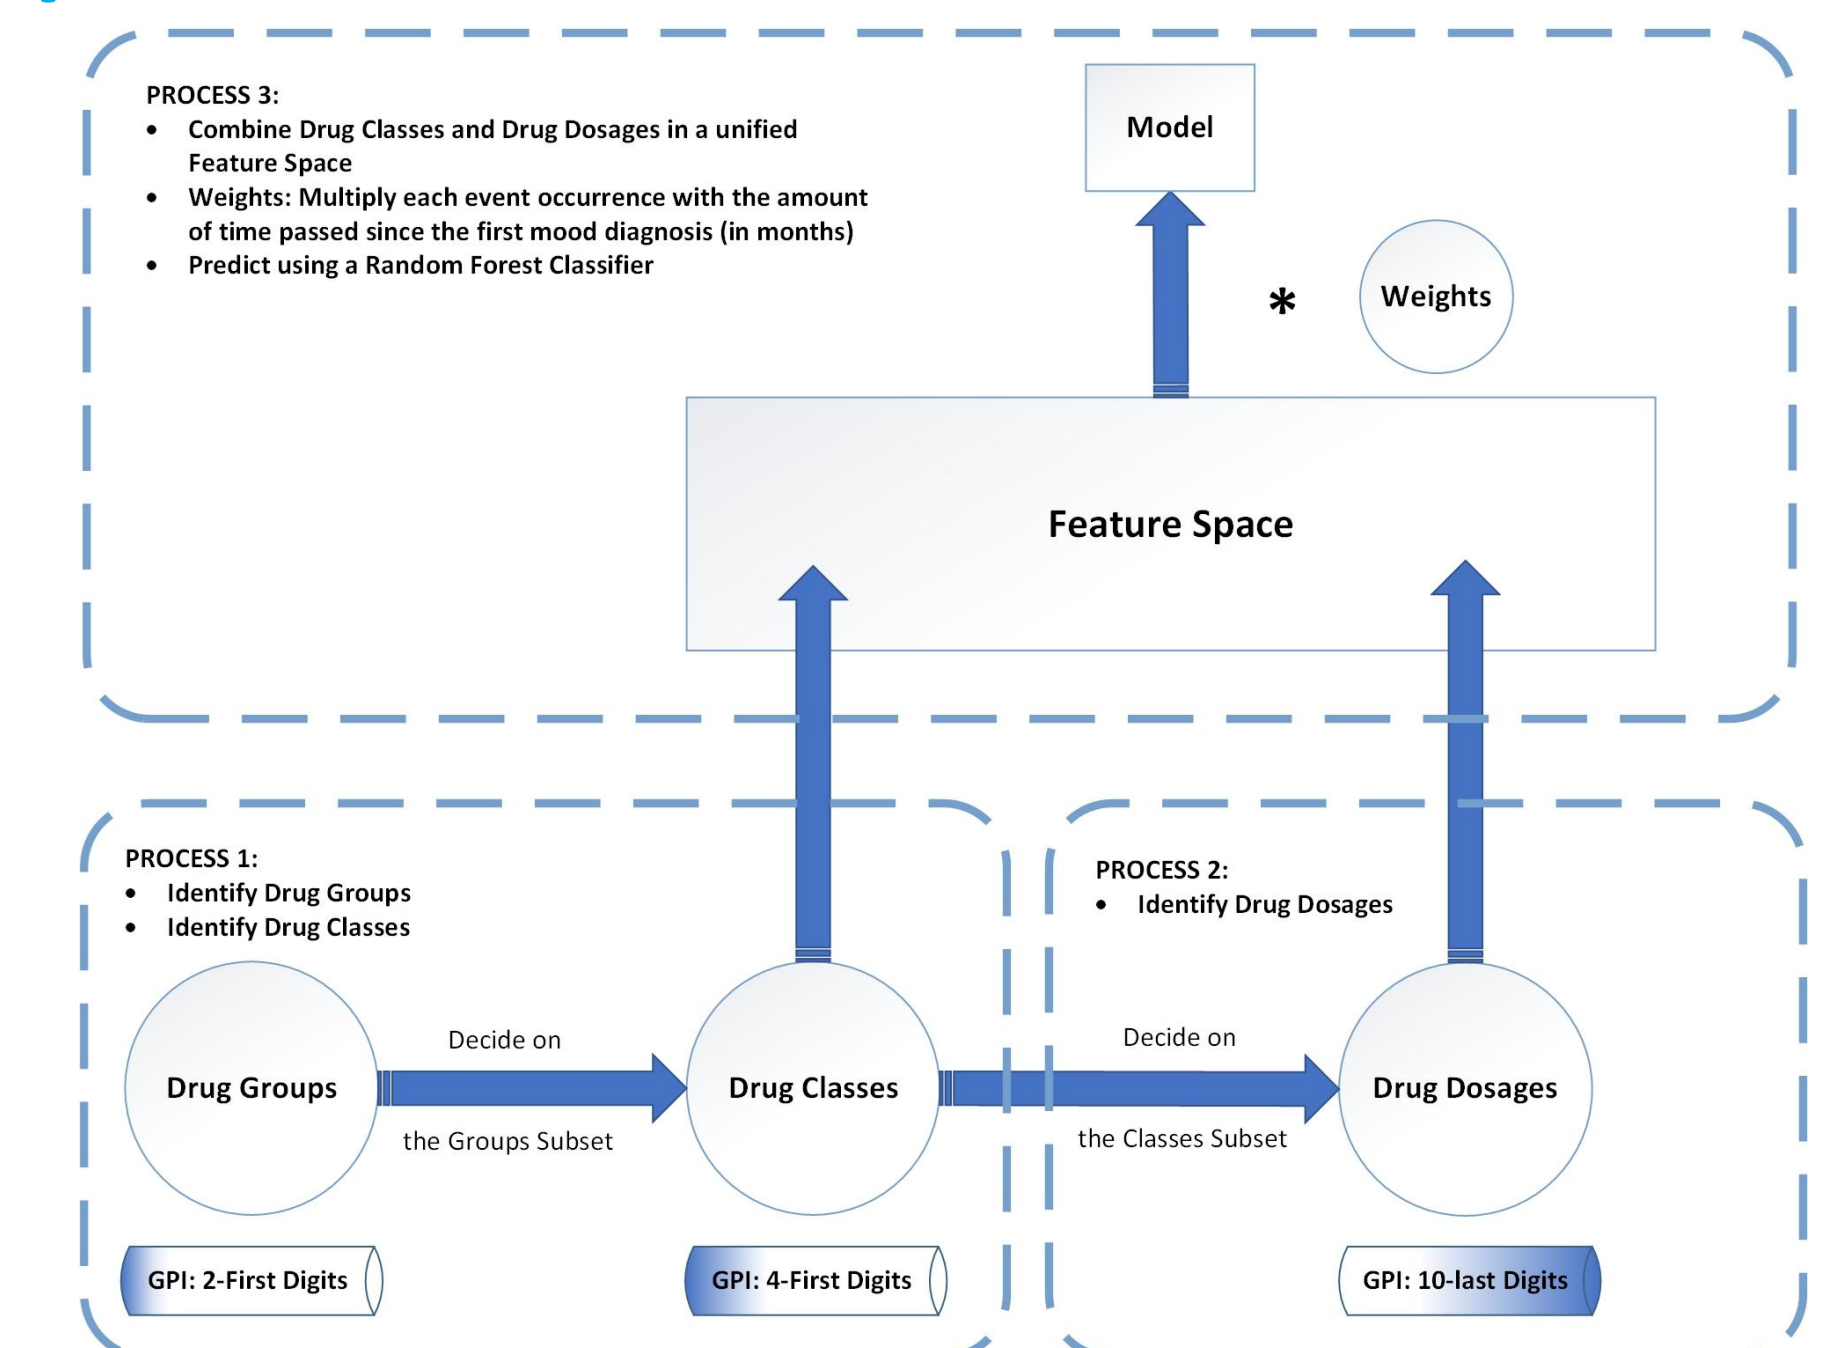 PROCESS 3:
• Combine Drug Classes and Drug Dosages in a unified
Feature Space
• Weights: Multiply each event occurrence with the amount
of time passed since the first mood diagnosis (in months)
• Predict using a Random Forest Classifier
Model
*
Weights
Feature Space
PROCESS 1:
• Identify Drug Groups
• Identify Drug Classes
PROCESS 2:
• Identify Drug Dosages
Drug Groups
Decide on
the Groups Subset
Drug Classes
Decide on
the Classes Subset
Drug Dosages
GPI: 2-First Digits
GPI: 4-First Digits
GPI: 10-last Digits